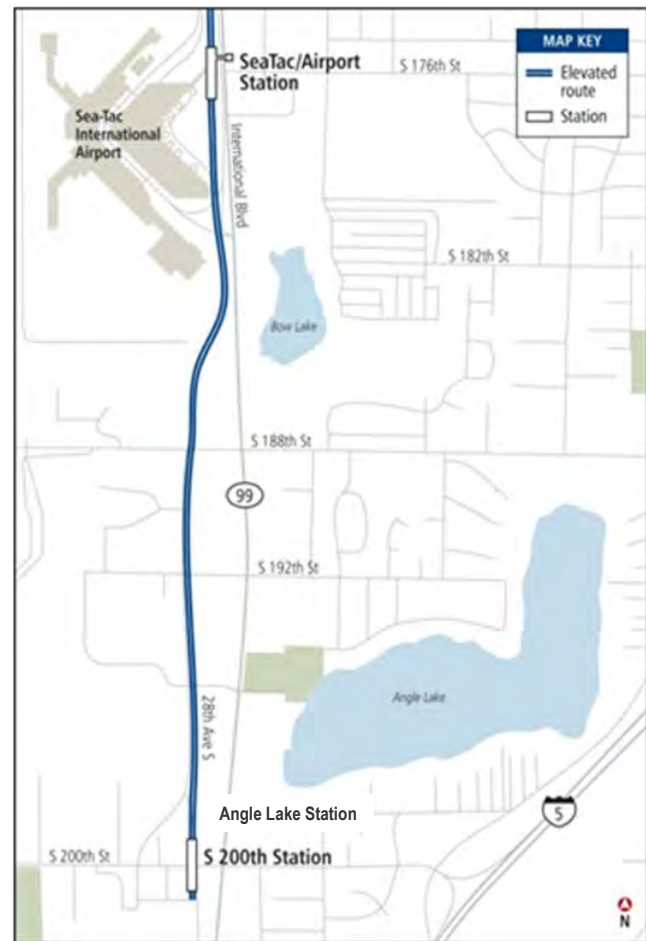 MAP KEY
Elevated
route
Station
SeaTac/Airport
Station
S 176th St
Sea-Tac
International
Airport
International Blvd
S 182th St
Bow Lake
S 188th St
99
S 192th St
Angle Lake
28th Ave S
Angle Lake Station
5
S 200th St
S 200th Station
N